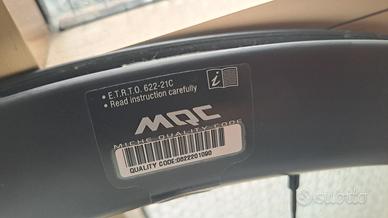 • E.T.R.T.O. 622-21C
• Read instruction carefully
i
MQC
MICHE QUALITY CODE
QUALITY CODE:0622201090
subito